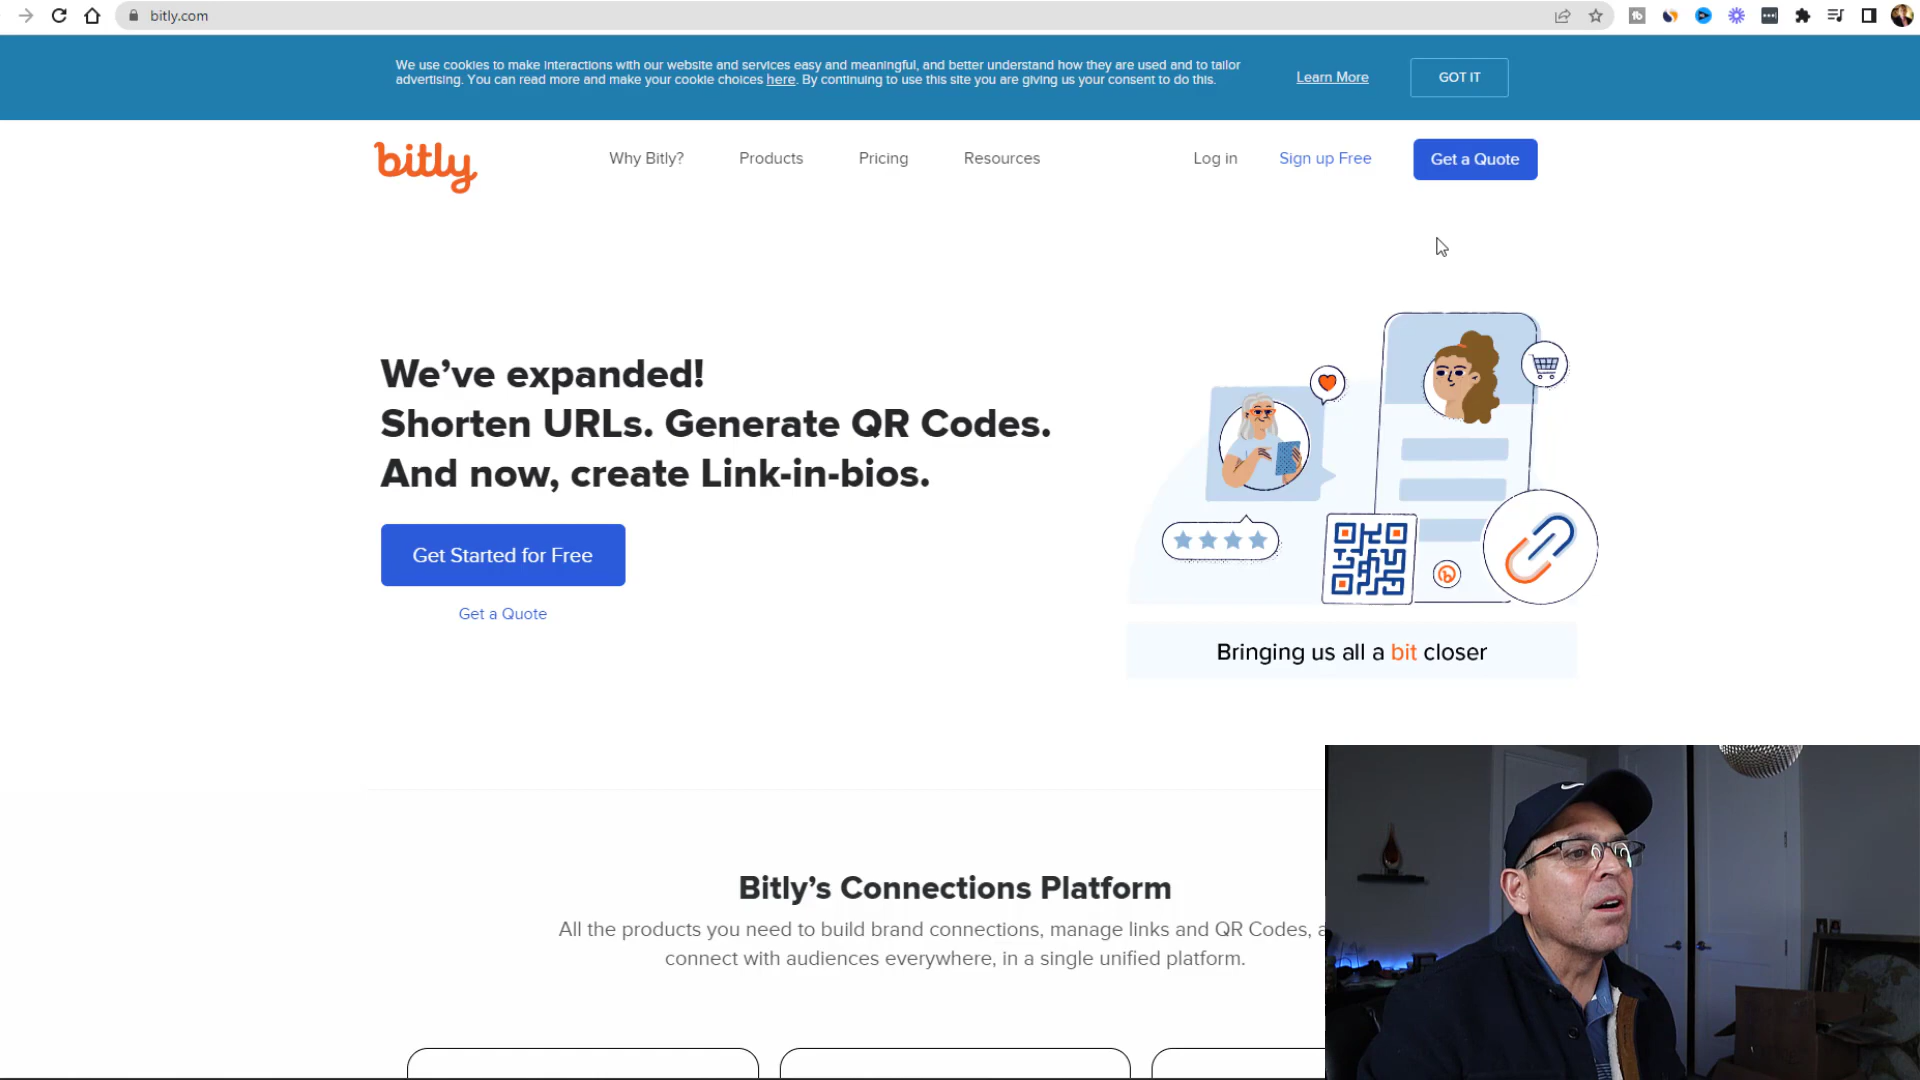 bitly.com
We use cookies to make interactions with our website and services easy and meaningful, and better understand how they are used and to tailor
advertising. You can read more and make your cookie choices here. By continuing to use this site you are giving us your consent to do this.
Learn More
GOT IT
bitly
Why Bitly?
Products
Pricing
Resources
Log in
Sign up Free
Get a Quote
We’ve expanded!
Shorten URLs. Generate QR Codes.
And now, create Link-in-bios.
Get Started for Free
Get a Quote
Bringing us all a bit closer
Bitly’s Connections Platform
All the products you need to build brand connections, manage links and QR Codes, a
connect with audiences everywhere, in a single unified platform.